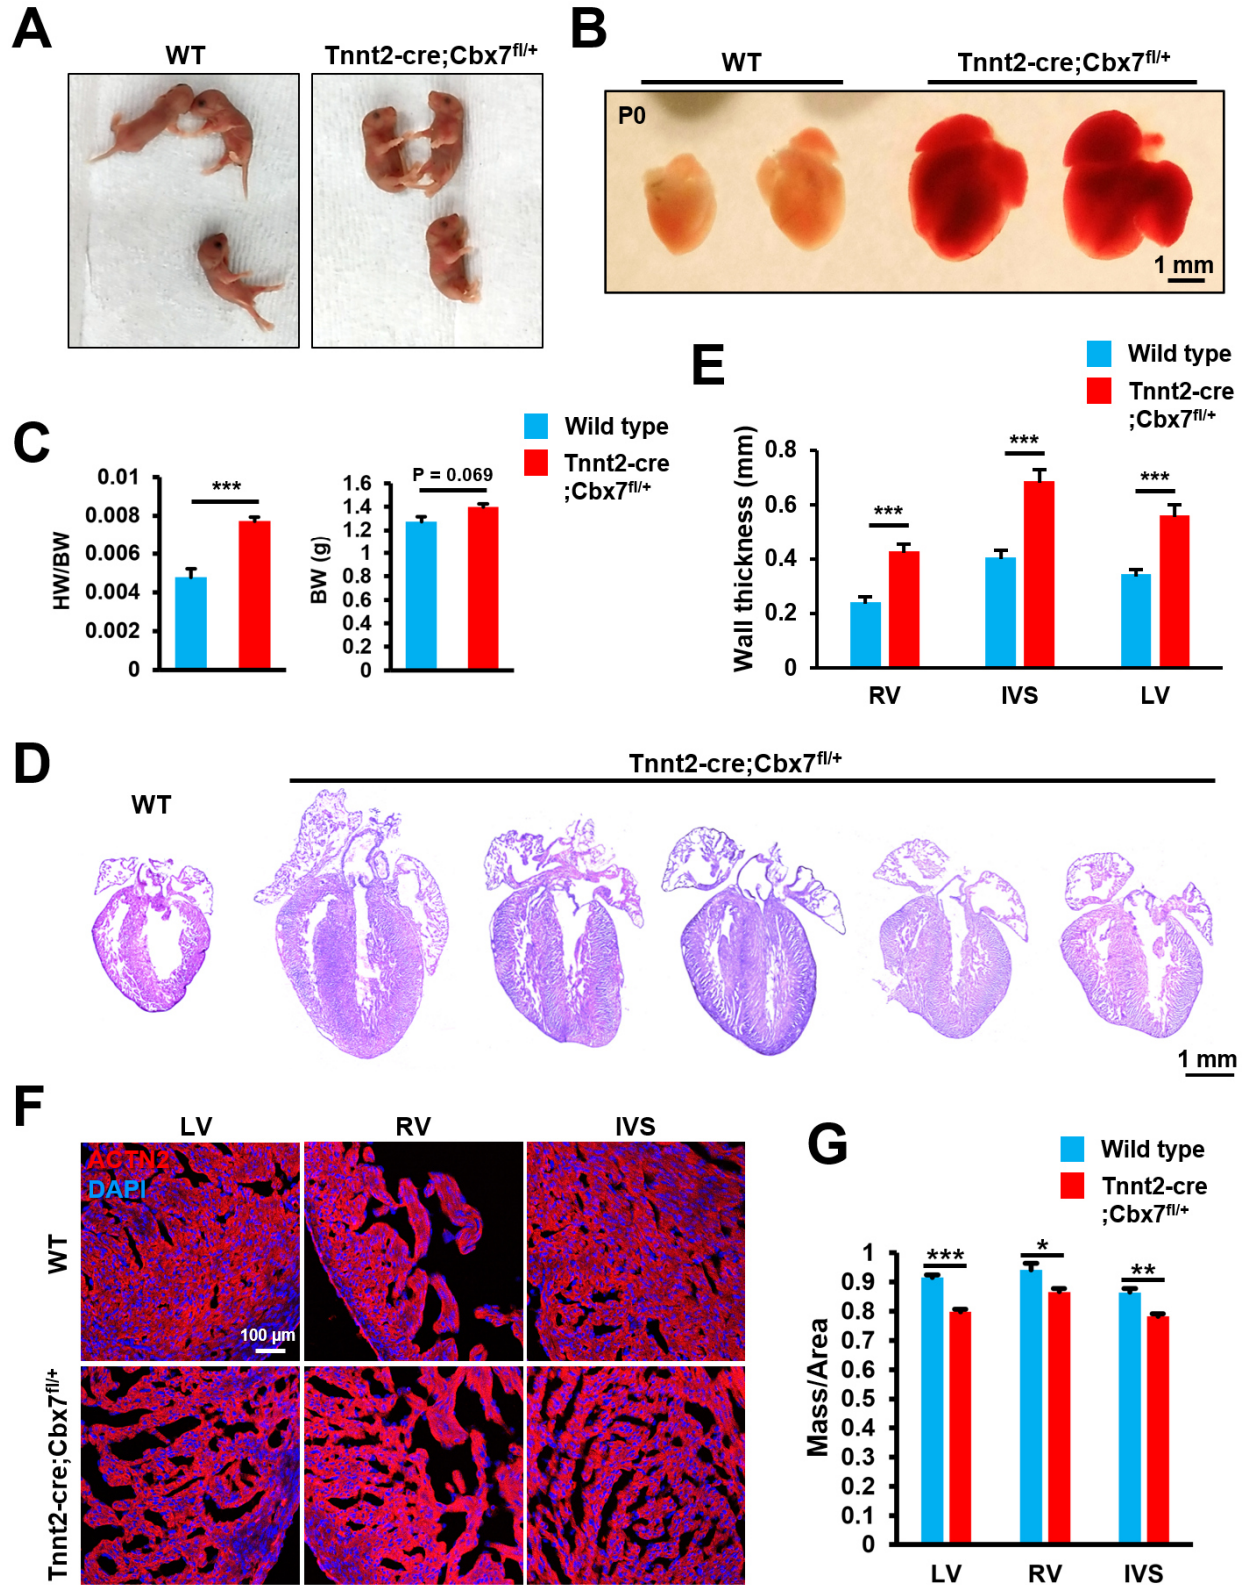 A
WT
Tnnt2-cre;Cbx7fl/+
B
WT
Tnnt2-cre;Cbx7fl/+
P0
1 mm
C
0.01
0.008
0.006
0.004
0.002
0
HW/BW
***
1.6
1.4
1.2
1
0.8
0.6
0.4
0.2
0
BW (g)
P = 0.069
Wild type
Tnnt2-cre
;Cbx7fl/+
E
Wild type
Tnnt2-cre
;Cbx7fl/+
0.8
0.6
0.4
0.2
0
Wall thickness (mm)
***
***
***
RV
IVS
LV
D
WT
Tnnt2-cre;Cbx7fl/+
1 mm
F
LV
RV
IVS
WT
Tnnt2-cre;Cbx7fl/+
ACTN2
DAPI
100 µm
G
Wild type
Tnnt2-cre
;Cbx7fl/+
1
0.9
0.8
0.7
0.6
0.5
0.4
0.3
0.2
0.1
0
Mass/Area
***
*
**
LV
RV
IVS